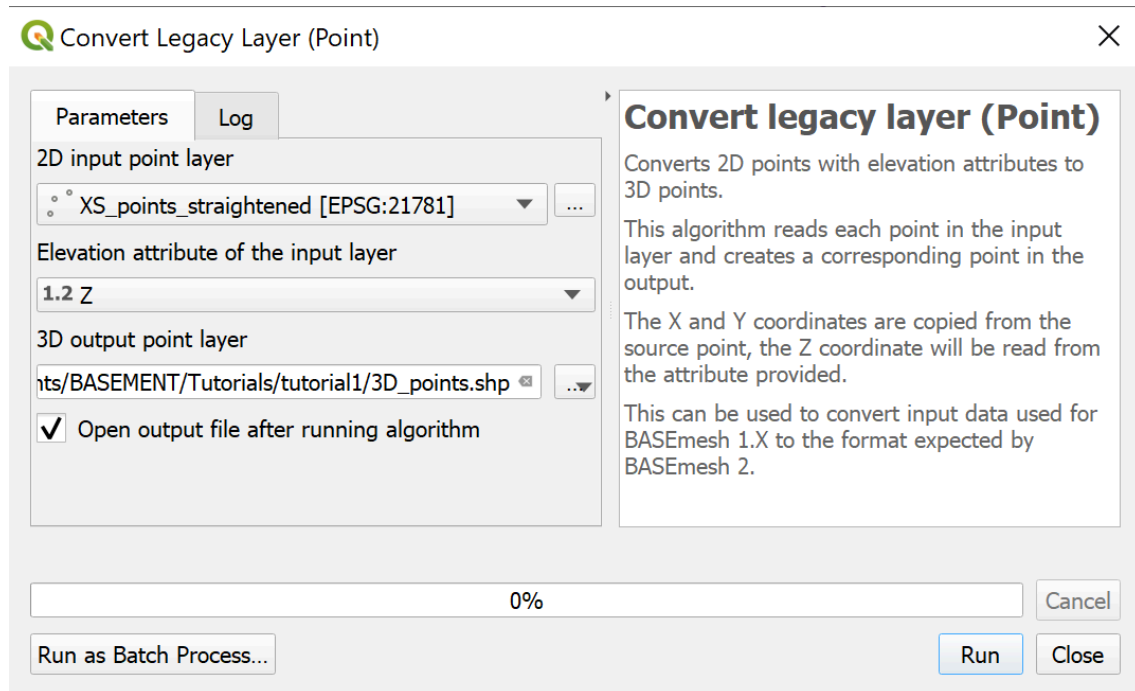 Convert Legacy Layer (Point)
Parameters
Log
2D input point layer
XS_points_straightened [EPSG:21781]
...
Elevation attribute of the input layer
1.2 Z
3D output point layer
nts/BASEMENT/Tutorials/tutorial1/3D_points.shp
...
Open output file after running algorithm
Convert legacy layer (Point)
Converts 2D points with elevation attributes to
3D points.
This algorithm reads each point in the input
layer and creates a corresponding point in the
output.
The X and Y coordinates are copied from the
source point, the Z coordinate will be read from
the attribute provided.
This can be used to convert input data used for
BASEmesh 1.X to the format expected by
BASEmesh 2.
0%
Cancel
Run as Batch Process...
Run
Close